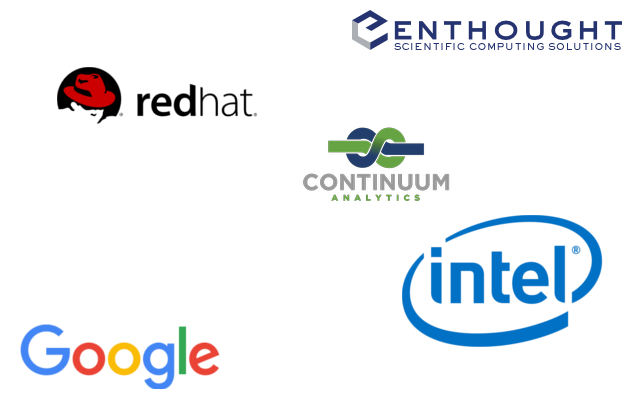 ENTHOUGHT
SCIENTIFIC COMPUTING SOLUTIONS
redhat.
CONTINUUM
ANALYTICS
intel®
Google